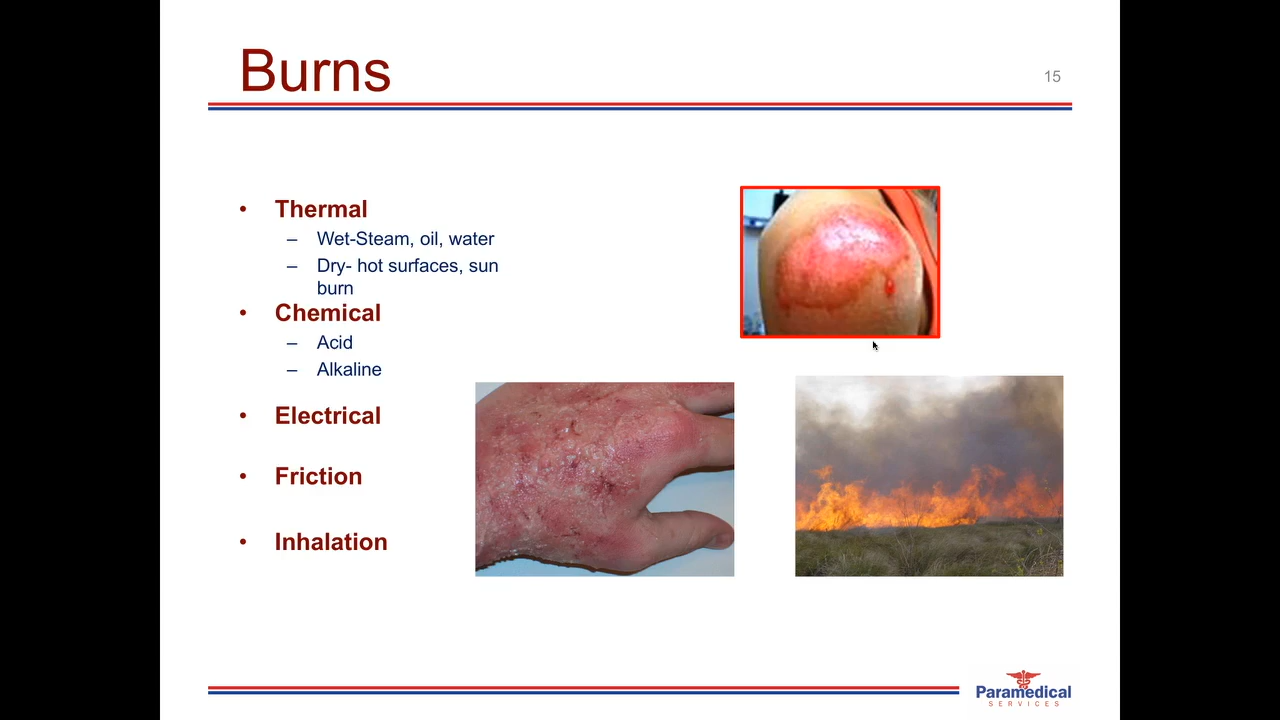 Burns
15
• Thermal
– Wet-Steam, oil, water
– Dry- hot surfaces, sun
burn
• Chemical
– Acid
– Alkaline
• Electrical
• Friction
• Inhalation
Paramedical
SERVICES